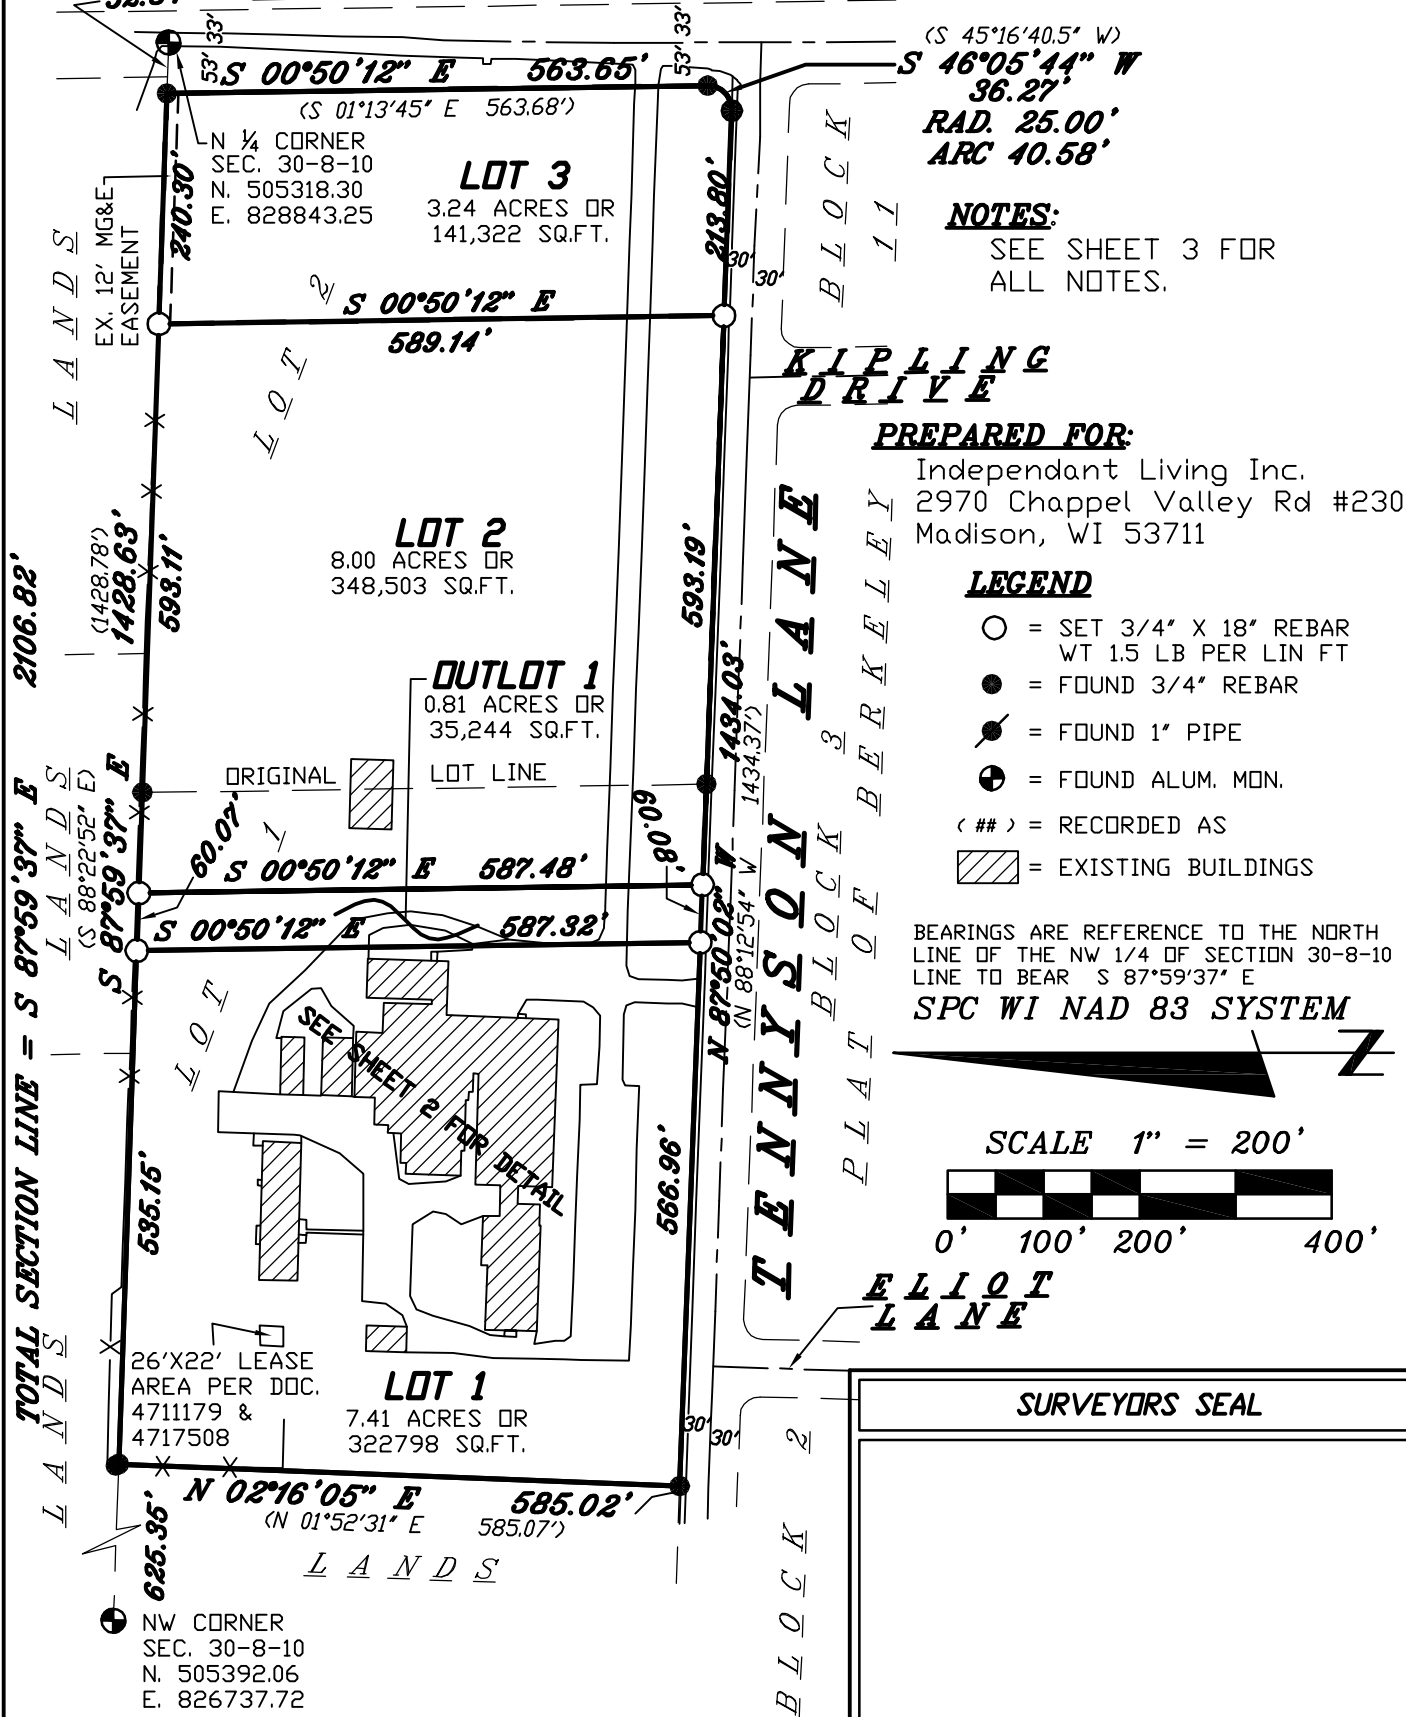 53' 33'
53' 33'
S 00°50'12" E 563.65'
(S 01°13'45" E 563.68')
(S 45°16'40.5" W)
S 46°05'44" W
36.27'
RAD. 25.00'
ARC 40.58'
N ¼ CORNER
SEC. 30-8-10
N. 505318.30
E. 828843.25
LOT 3
3.24 ACRES OR
141,322 SQ.FT.
240.30'
213.80'
EX. 12' MG&E
EASEMENT
LANDS
BLOCK
11
NOTES:
SEE SHEET 3 FOR
ALL NOTES.
30'
30'
LOT 2
S 00°50'12" E
589.14'
KIPLING
DRIVE
PREPARED FOR:
Independant Living Inc.
2970 Chappel Valley Rd #230
Madison, WI 53711
LOT 2
8.00 ACRES OR
348,503 SQ.FT.
(1428.78')
1428.63'
593.11'
593.19'
TOTAL SECTION LINE = S 87°59'37" E 2106.82'
LEGEND
= SET 3/4" X 18" REBAR
WT 1.5 LB PER LIN FT
= FOUND 3/4" REBAR
= FOUND 1" PIPE
= FOUND ALUM. MON.
( ## ) = RECORDED AS
= EXISTING BUILDINGS
OUTLOT 1
0.81 ACRES OR
35,244 SQ.FT.
ORIGINAL LOT LINE
LANDS
(S 88°22'52" E)
S 87°59'37" E
60.07'
60.08'
1434.03'
1434.37')
N 87°50'02" W
(N 88°12'54" W
TENNYSON LANE
BLOCK 3
PLAT OF BERKELEY
S 00°50'12" E 587.48'
S 00°50'12" E 587.32'
LOT 1
BEARINGS ARE REFERENCE TO THE NORTH
LINE OF THE NW 1/4 OF SECTION 30-8-10
LINE TO BEAR S 87°59'37" E
SPC WI NAD 83 SYSTEM
Z
SEE SHEET 2 FOR DETAIL
535.15'
566.96'
SCALE 1" = 200'
0' 100' 200' 400'
ELIOT
LANE
26'X22' LEASE
AREA PER DOC.
4711179 &
4717508
LOT 1
7.41 ACRES OR
322798 SQ.FT.
LANDS
30'
30'
BLOCK 2
SURVEYORS SEAL
N 02°16'05" E 585.02'
(N 01°52'31" E 585.07')
LANDS
625.35'
NW CORNER
SEC. 30-8-10
N. 505392.06
E. 826737.72